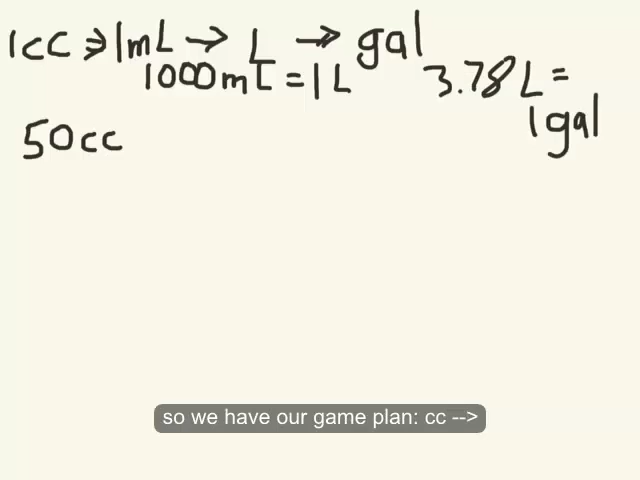 1cc → 1mL → L → gal
1000mL = 1L
3.78L =
1gal
50cc
so we have our game plan: cc -->